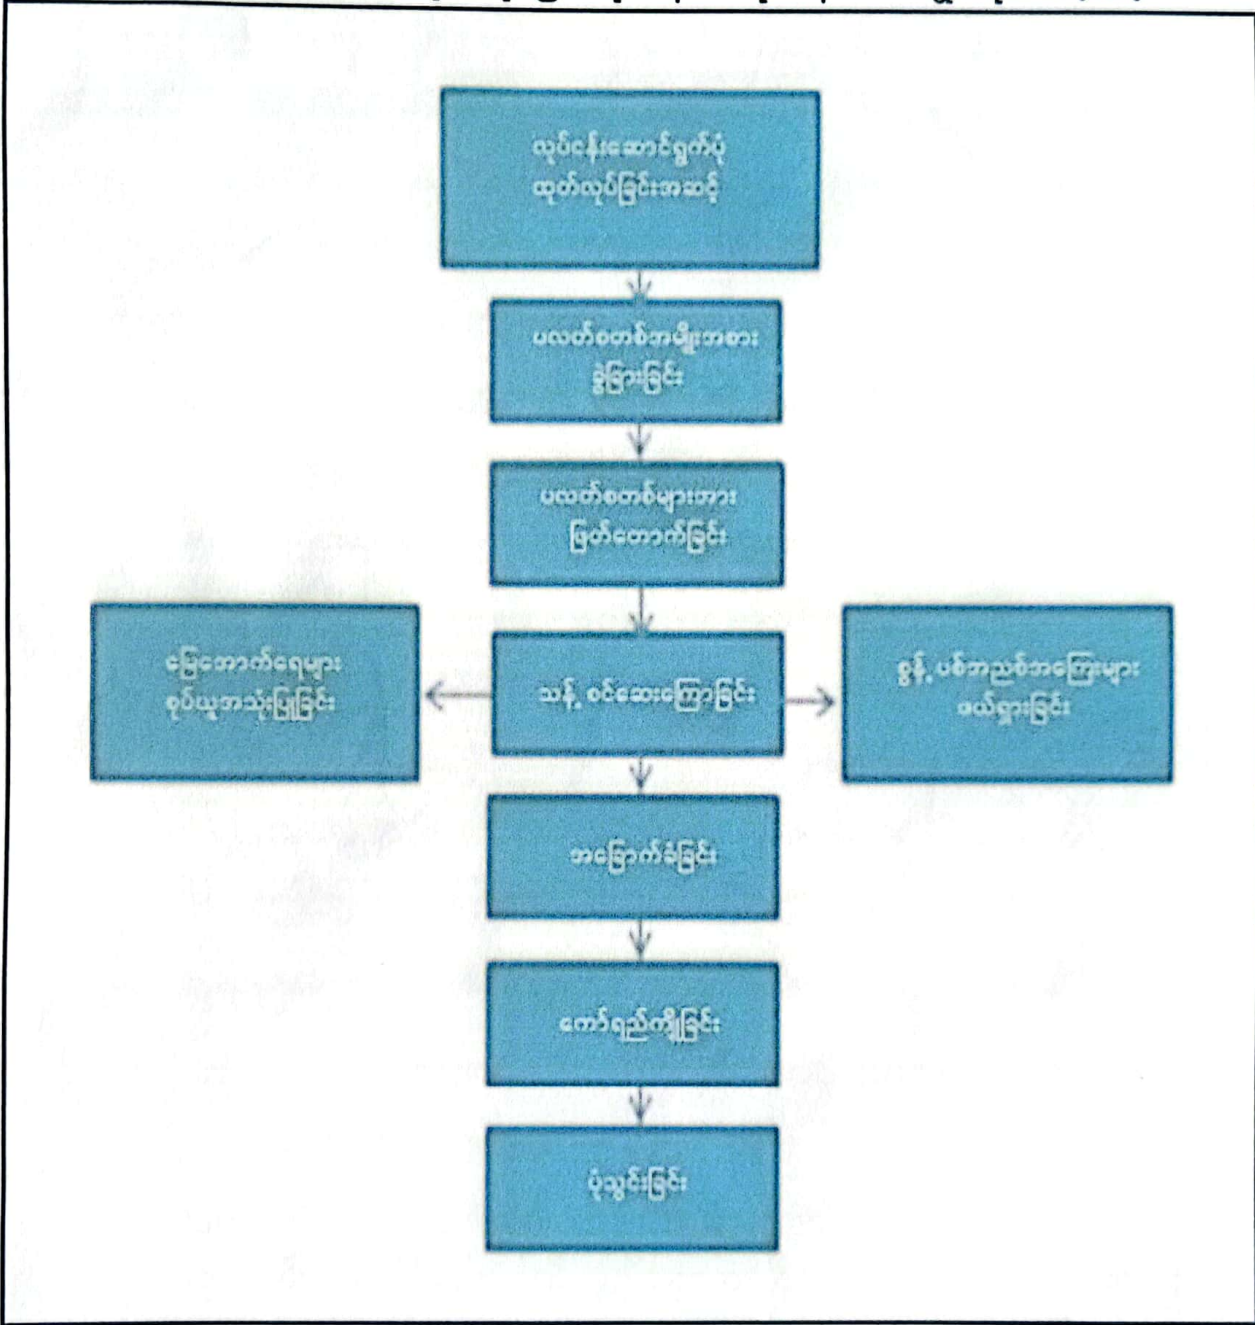 လုပ်ငန်းဆောင်ရွက်ပုံ
ထုတ်လုပ်ခြင်းအဆင့်
ပလတ်စတစ်အမျိုးအစား
ခွဲခြားခြင်း
ပလတ်စတစ်များအား
ဖြတ်တောက်ခြင်း
မြေအောက်ရေများ
စုပ်ယူအသုံးပြုခြင်း
သန့် စင်ဆေးကြောခြင်း
စွန့် ပစ်အညစ်အကြေးများ
ဖယ်ရှားခြင်း
အခြောက်ခံခြင်း
ကော်ရည်ကျိုခြင်း
ပုံသွင်းခြင်း